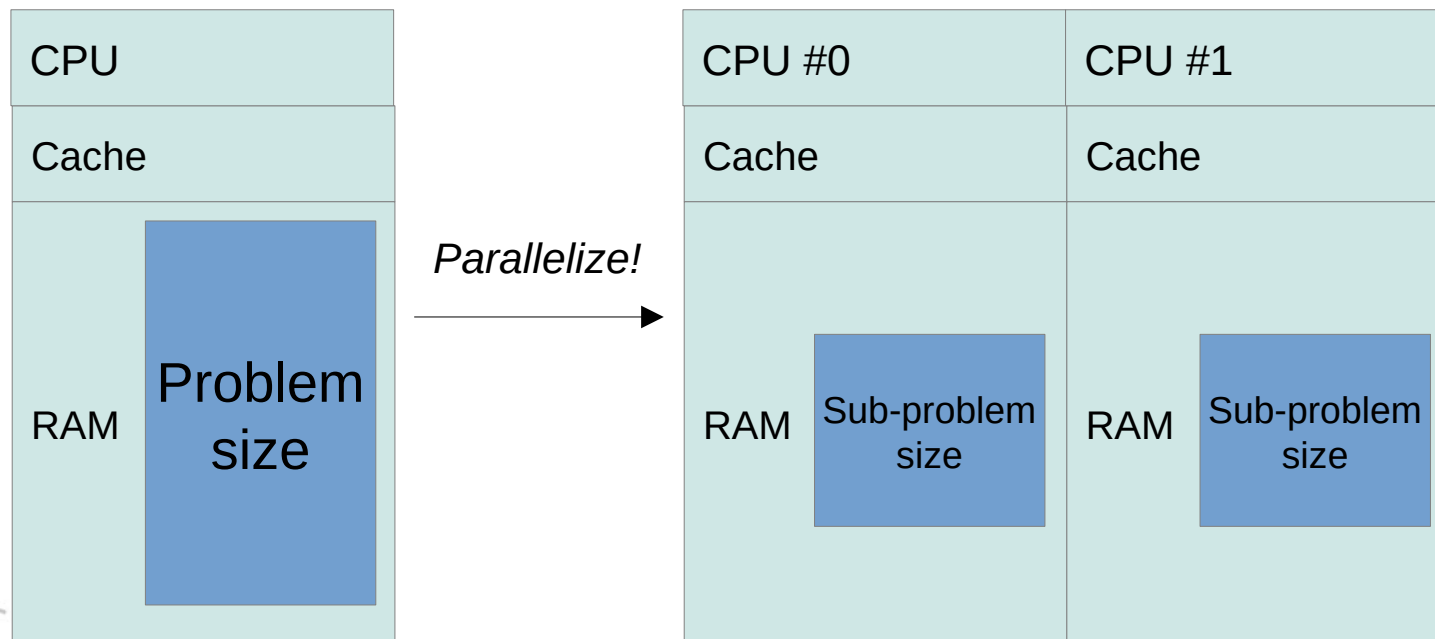 CPU
Cache
RAM
Problem
size
Parallelize!
CPU #0
Cache
RAM
Sub-problem
size
CPU #1
Cache
RAM
Sub-problem
size